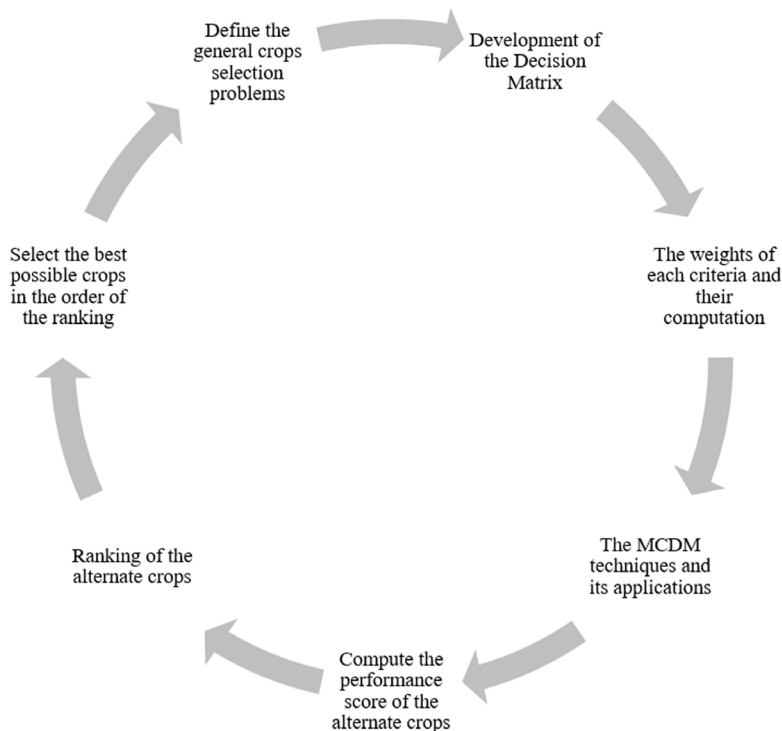 Define the
general crops
selection
problems
Development of
the Decision
Matrix
The weights of
each criteria and
their
computation
The MCDM
techniques and
its applications
Compute the
performance
score of the
alternate crops
Ranking of the
alternate crops
Select the best
possible crops
in the order of
the ranking